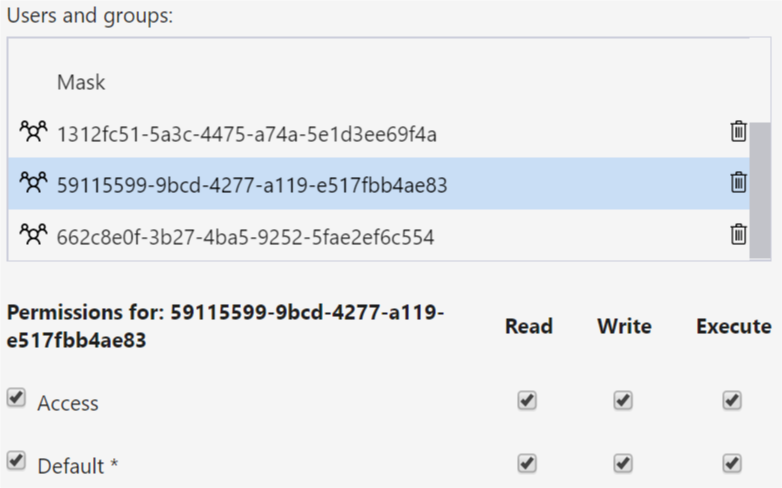 Users and groups:
Mask
1312fc51-5a3c-4475-a74a-5e1d3ee69f4a
59115599-9bcd-4277-a119-e517fbb4ae83
662c8e0f-3b27-4ba5-9252-5fae2ef6c554
Permissions for: 59115599-9bcd-4277-a119-
e517fbb4ae83
Read Write Execute
Access
Default *